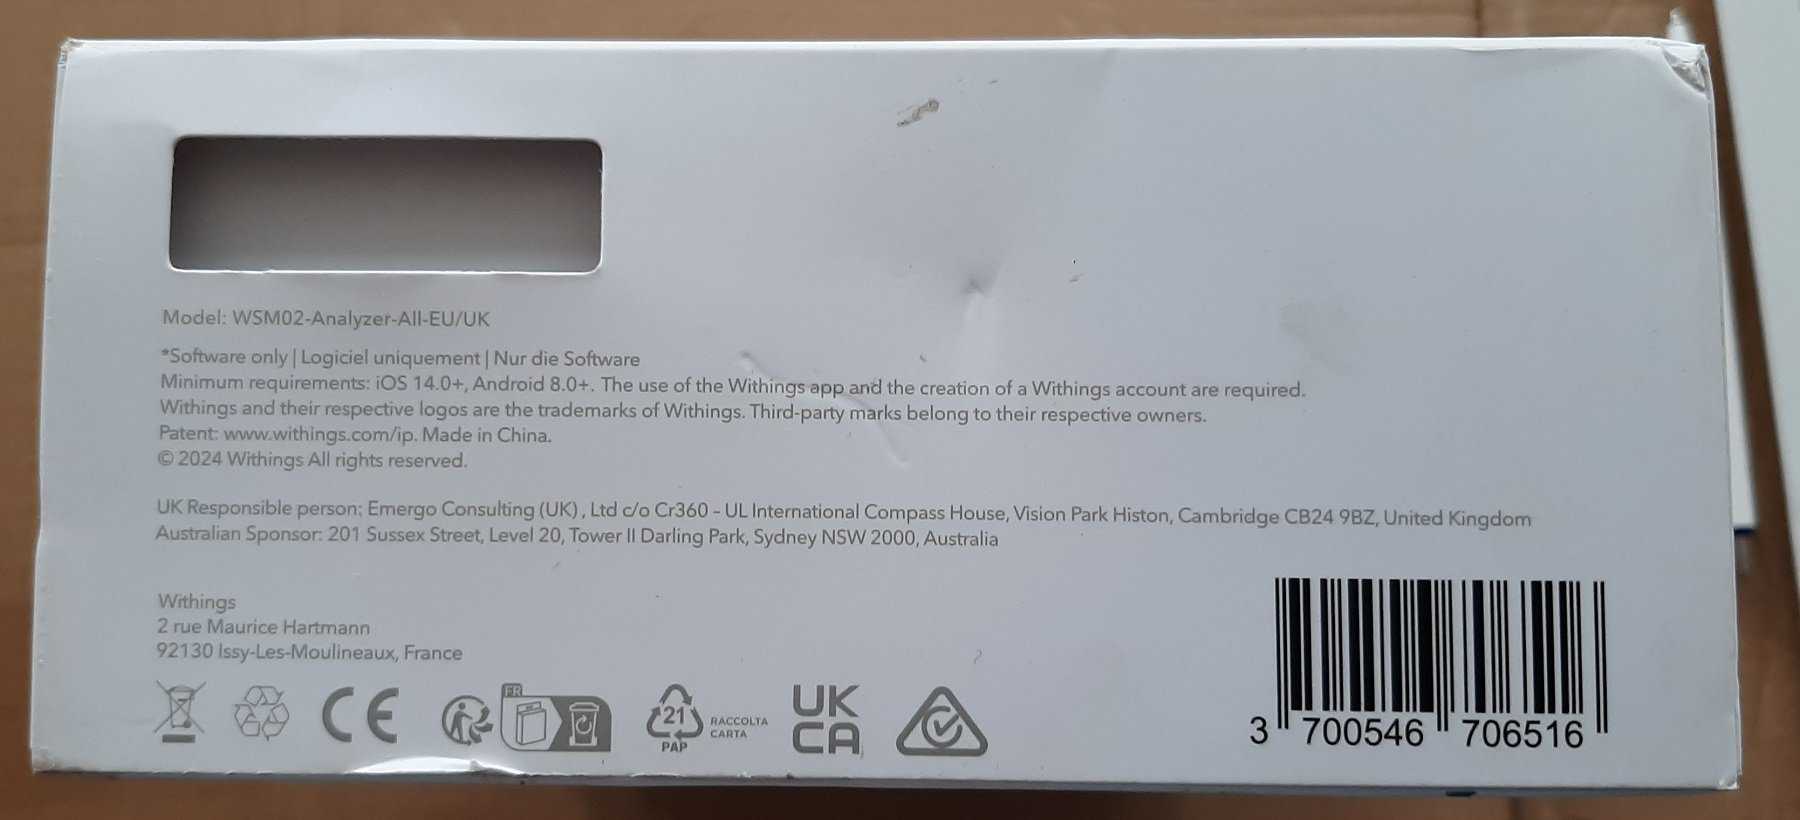 Model: WSM02-Analyzer-All-EU/UK
*Software only | Logiciel uniquement | Nur die Software
Minimum requirements: iOS 14.0+, Android 8.0+. The use of the Withings app and the creation of a Withings account are required.
Withings and their respective logos are the trademarks of Withings. Third-party marks belong to their respective owners.
Patent: www.withings.com/ip. Made in China.
© 2024 Withings All rights reserved.
UK Responsible person: Emergo Consulting (UK), Ltd c/o Cr360 – UL International Compass House, Vision Park Histon, Cambridge CB24 9BZ, United Kingdom
Australian Sponsor: 201 Sussex Street, Level 20, Tower II Darling Park, Sydney NSW 2000, Australia
Withings
2 rue Maurice Hartmann
92130 Issy-Les-Moulineaux, France
CE
FR
21
PAP
RACCOLTA
CARTA
UK
CA
3 700546 706516